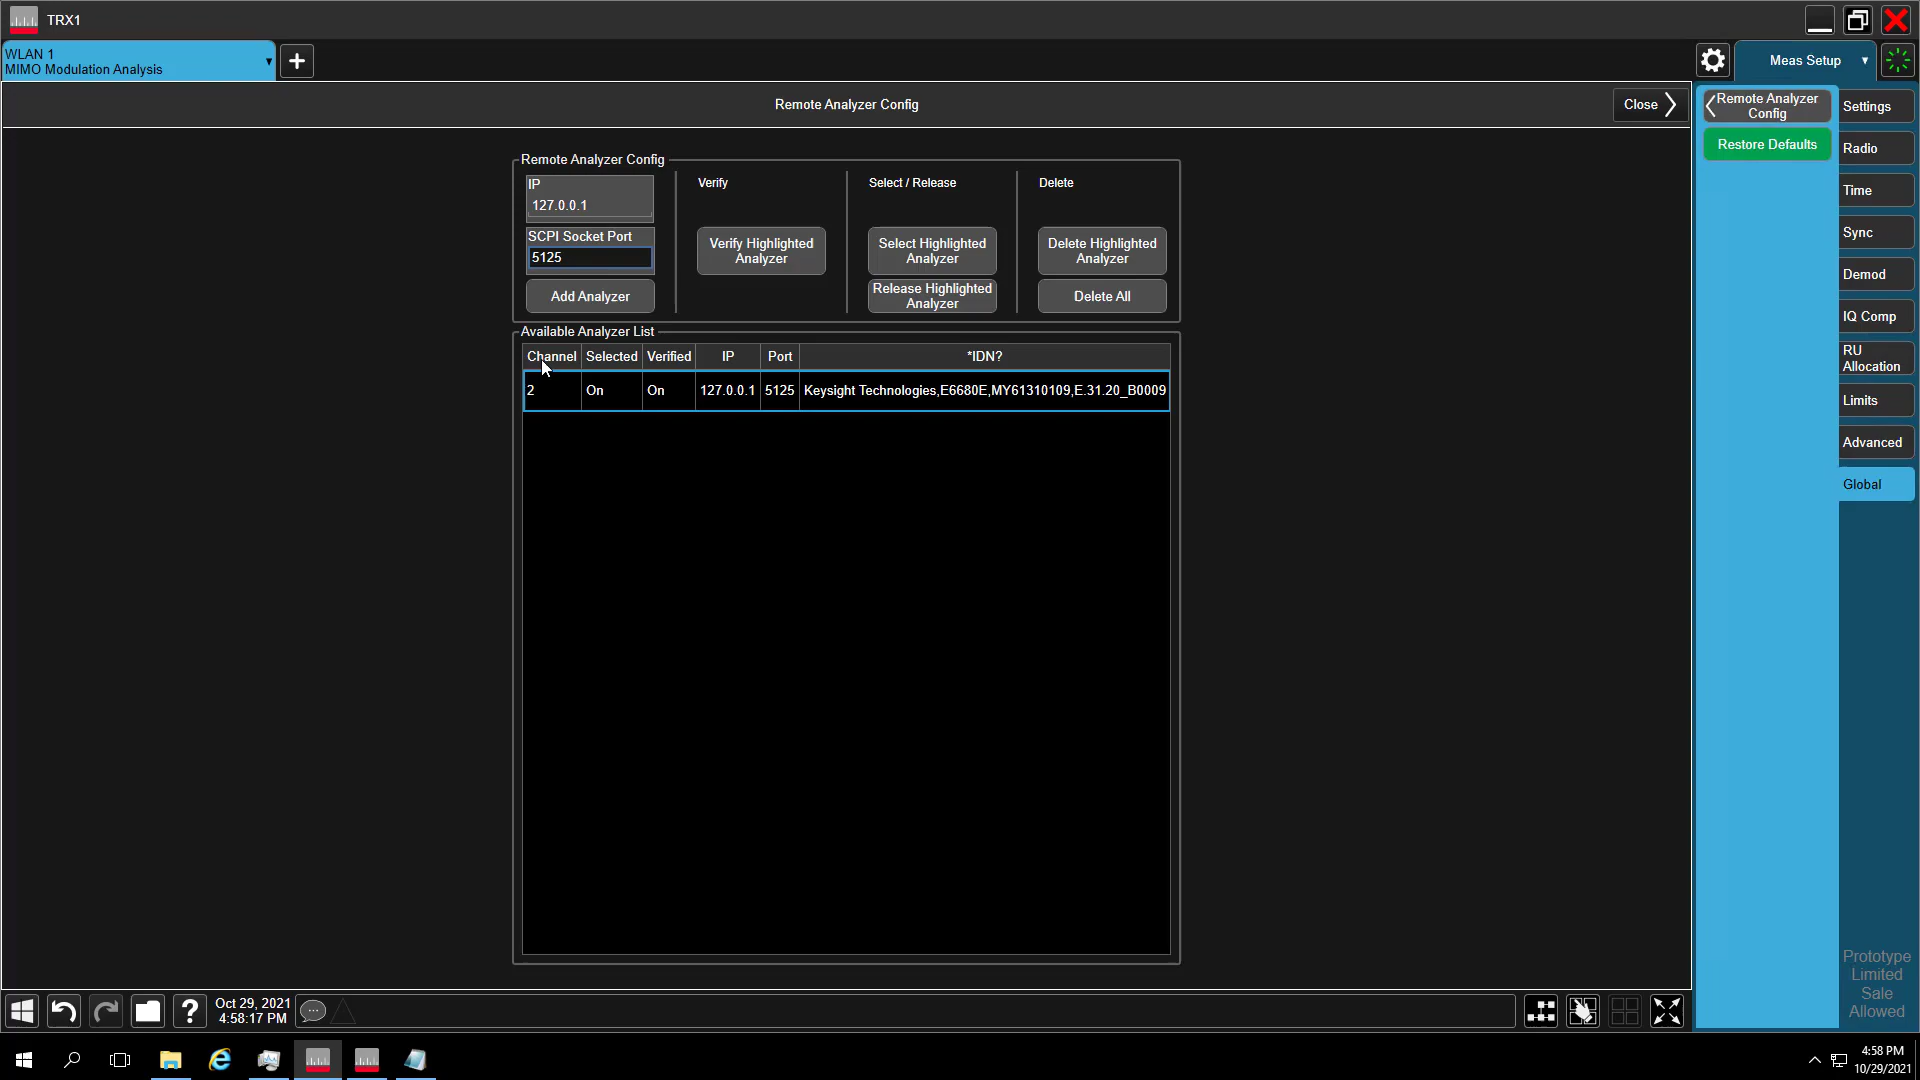 TRX1
WLAN 1
MIMO Modulation Analysis
Meas Setup
Remote Analyzer Config
Close
Remote Analyzer
Config
Restore Defaults
Settings
Radio
Time
Sync
Demod
IQ Comp
RU
Allocation
Limits
Advanced
Global
Remote Analyzer Config
IP
127.0.0.1
SCPI Socket Port
5125
Add Analyzer
Verify
Verify Highlighted
Analyzer
Select / Release
Select Highlighted
Analyzer
Release Highlighted
Analyzer
Delete
Delete Highlighted
Analyzer
Delete All
Available Analyzer List
Channel Selected Verified IP Port *IDN?
2 On On 127.0.0.1 5125 Keysight Technologies,E6680E,MY61310109,E.31.20_B0009
Prototype
Limited
Sale
Allowed
Oct 29, 2021
4:58:17 PM
4:58 PM
10/29/2021